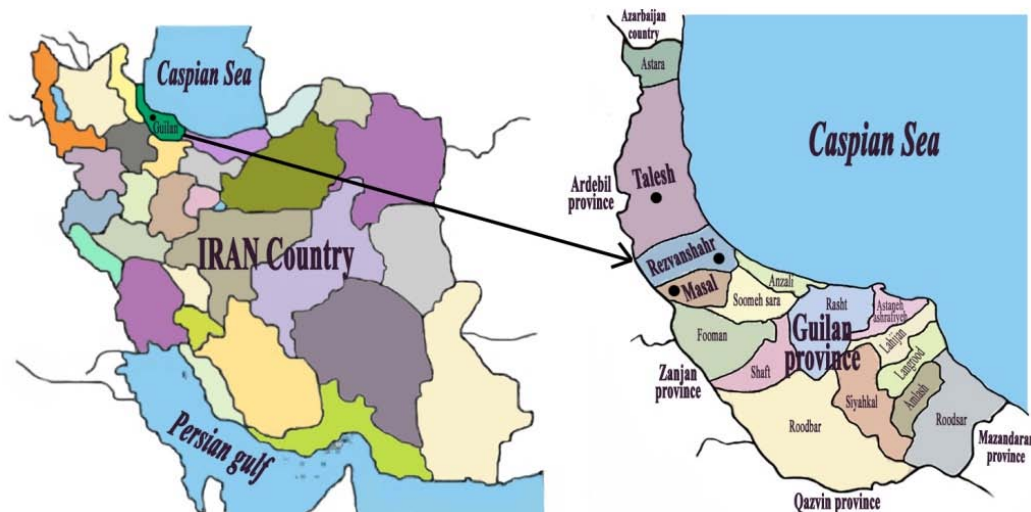 Caspian Sea
Guilan
IRAN Country
Persian gulf
Azarbaijan
country
Astara
Caspian Sea
Talesh
Ardebil
province
Rezvanshahr
Masal
Anzali
Soomeh sara
Rasht
Astaneh
ashrafiyeh
Fooman
Guilan
province
Lahijan
Langrood
Shaft
Zanjan
province
Siyahkal
Amlash
Roodbar
Roodsar
Mazandaran
province
Qazvin province